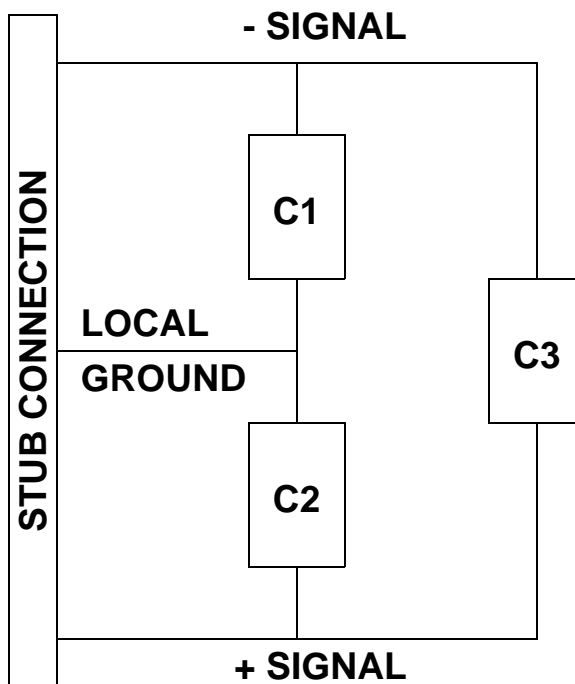 - SIGNAL
STUB CONNECTION
C1
LOCAL
GROUND
C3
C2
+ SIGNAL